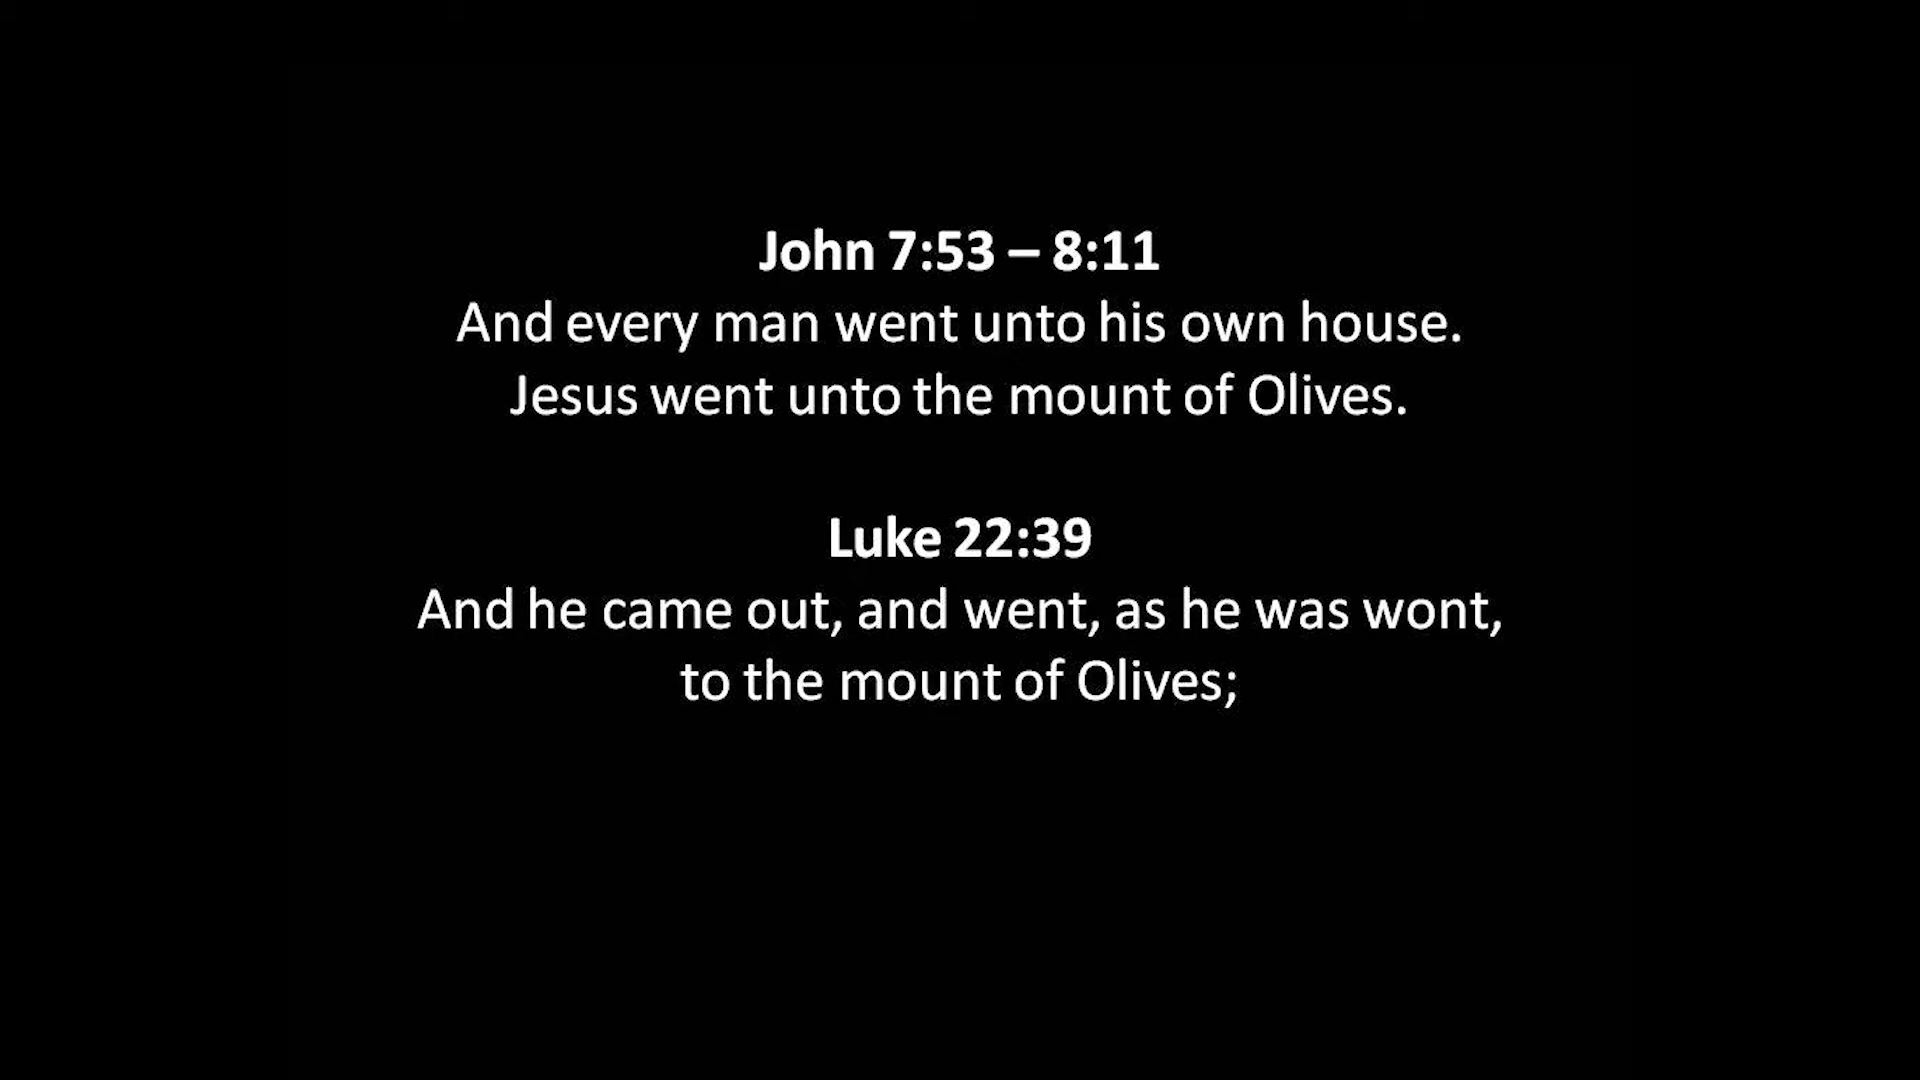 John 7:53 – 8:11
And every man went unto his own house.
Jesus went unto the mount of Olives.
Luke 22:39
And he came out, and went, as he was wont,
to the mount of Olives;